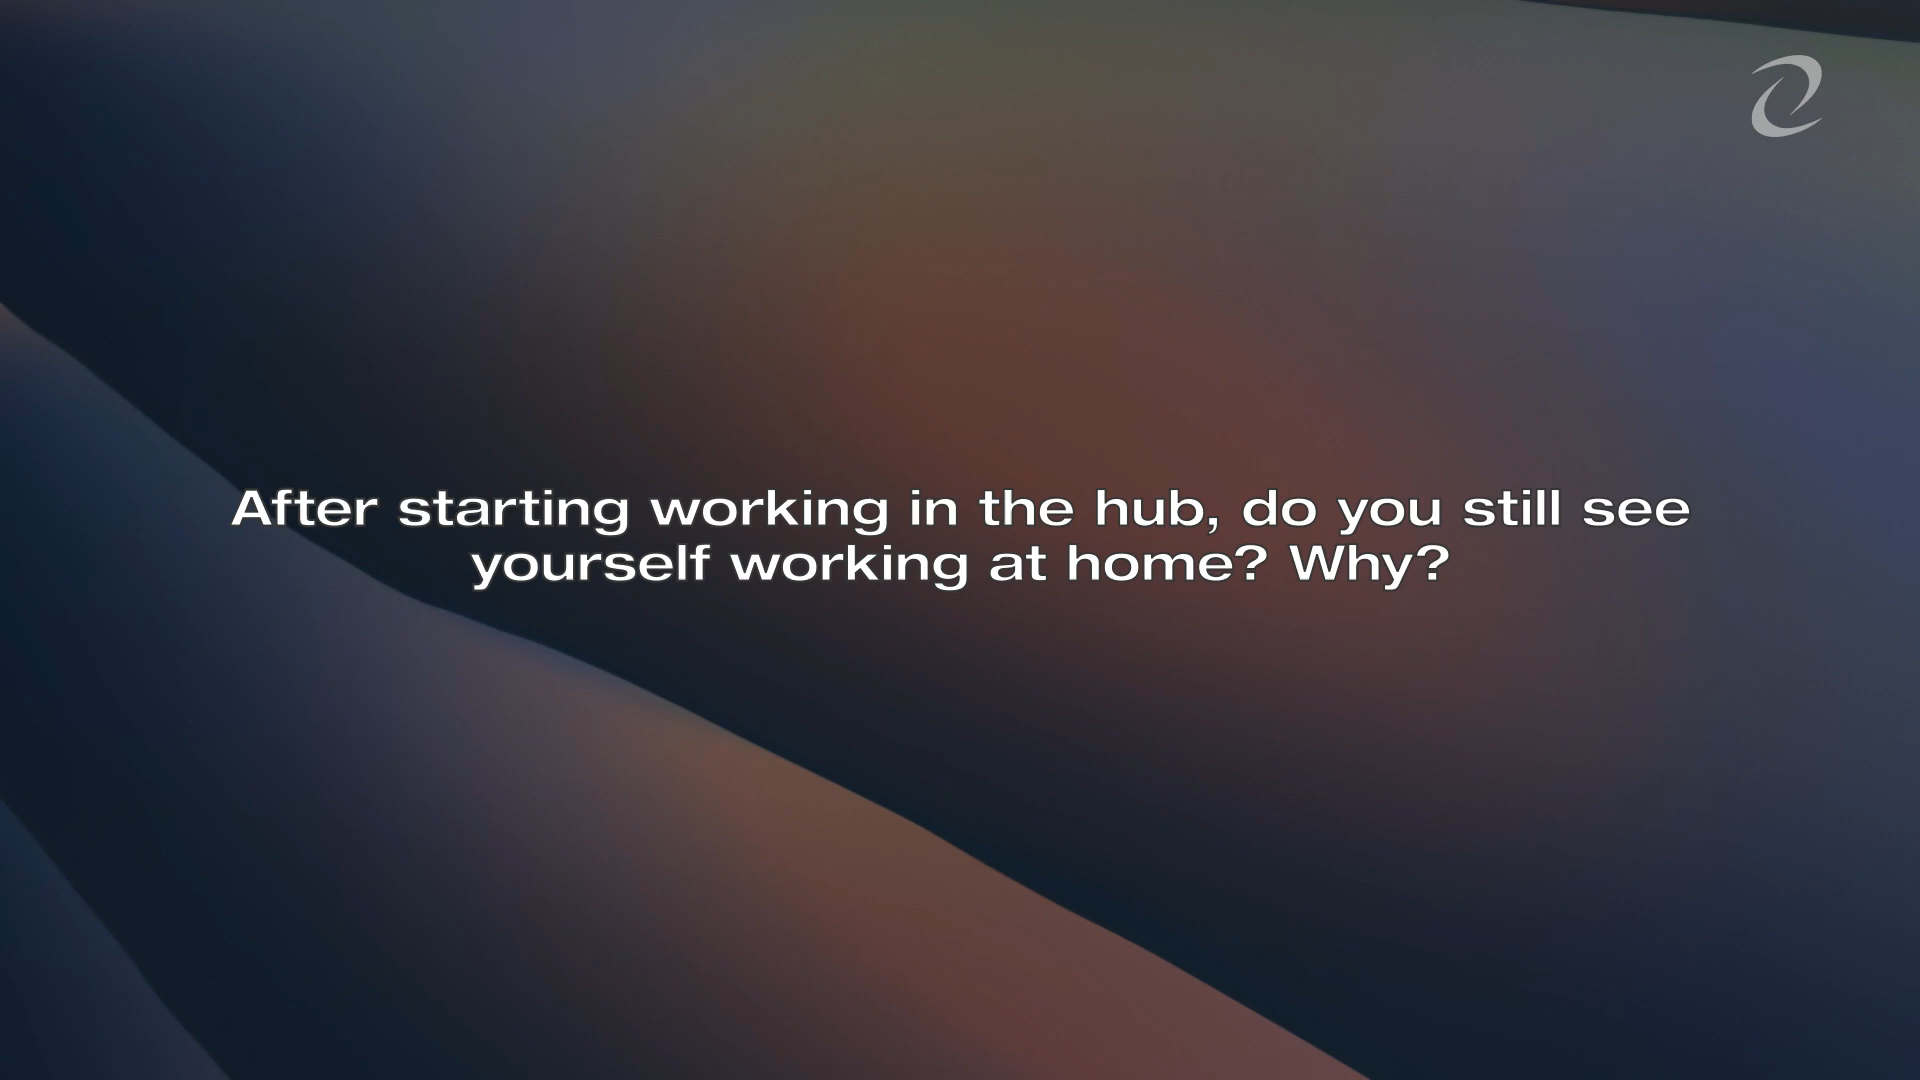 After starting working in the hub, do you still see
yourself working at home? Why?